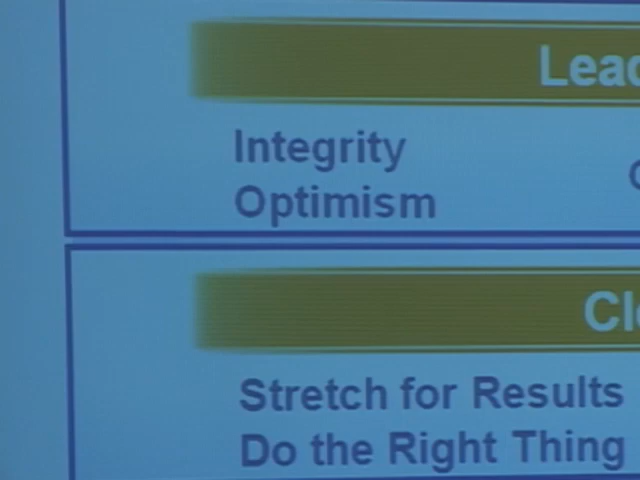 Integrity
Optimism
Stretch for Results
Do the Right Thing